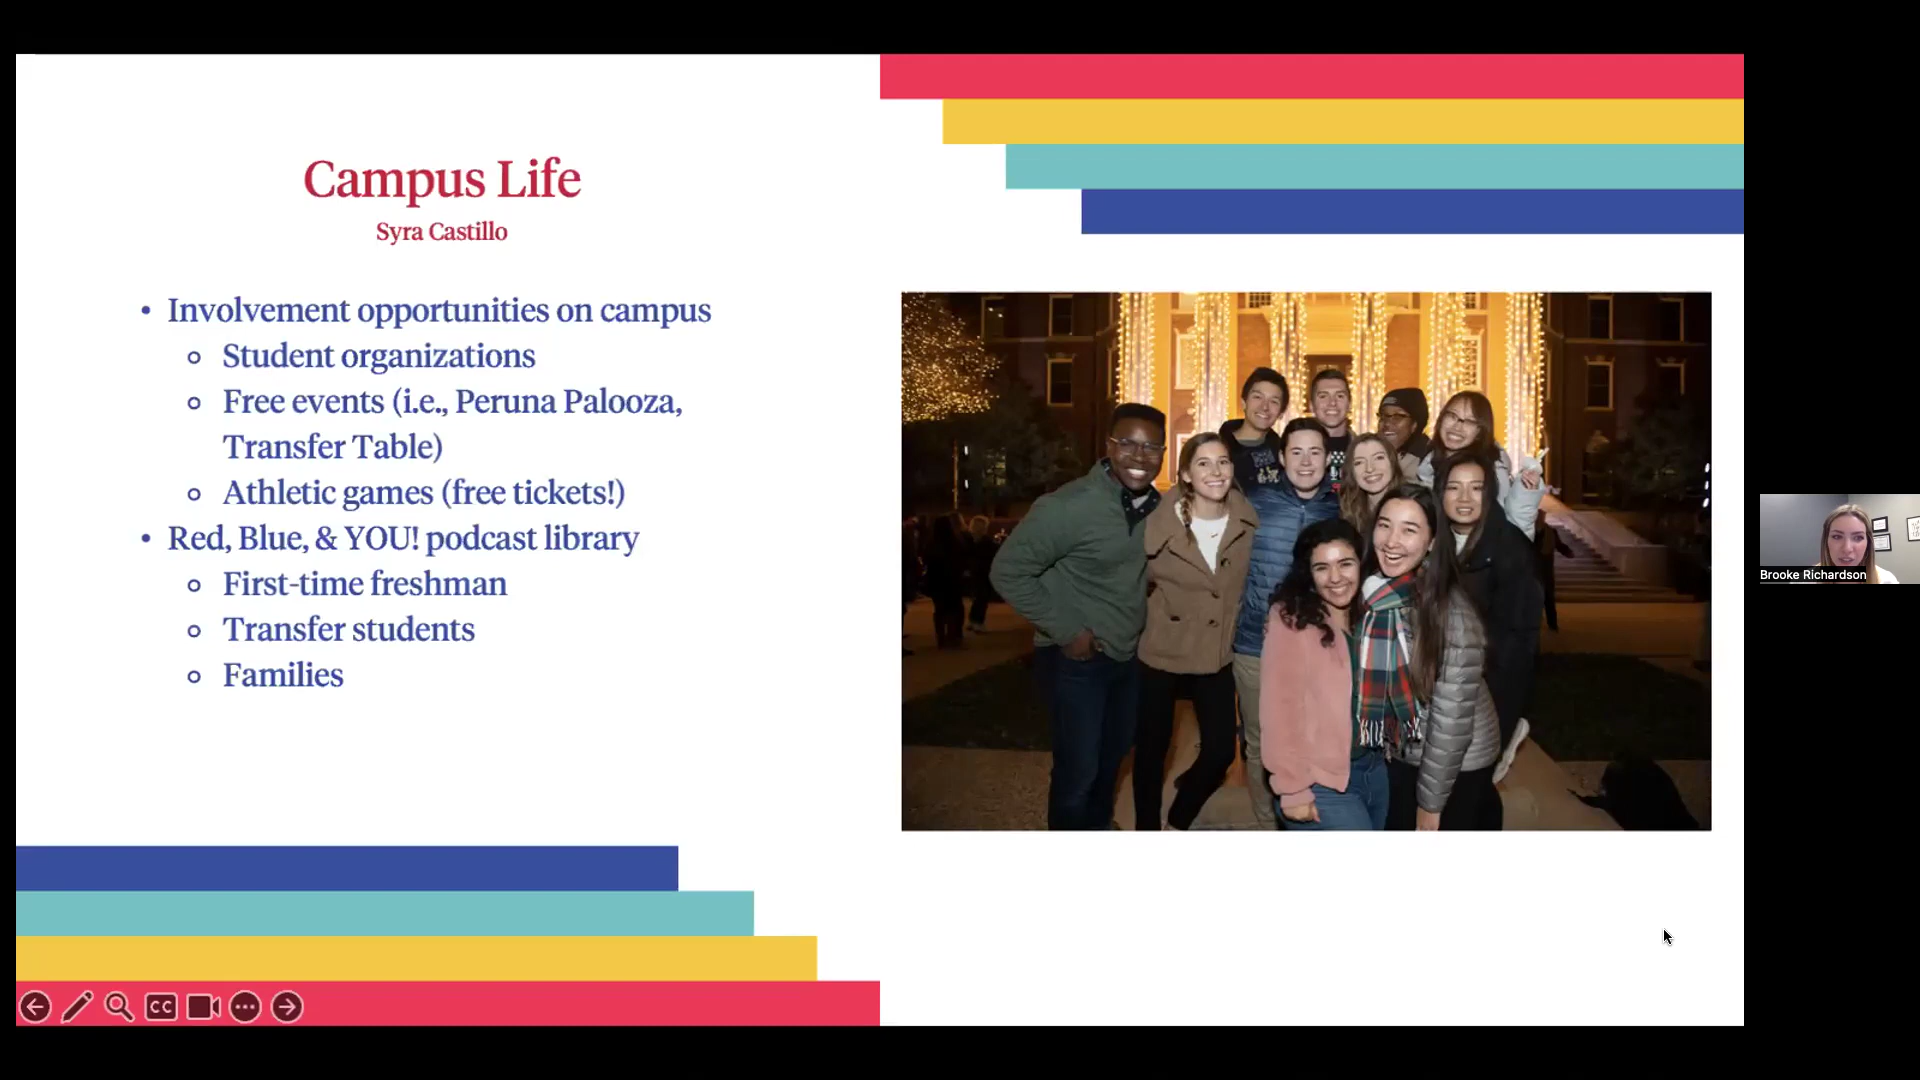 Campus Life
Syra Castillo
• Involvement opportunities on campus
o Student organizations
o Free events (i.e., Peruna Palooza,
Transfer Table)
o Athletic games (free tickets!)
• Red, Blue, & YOU! podcast library
o First-time freshman
o Transfer students
o Families
CC
Brooke Richardson